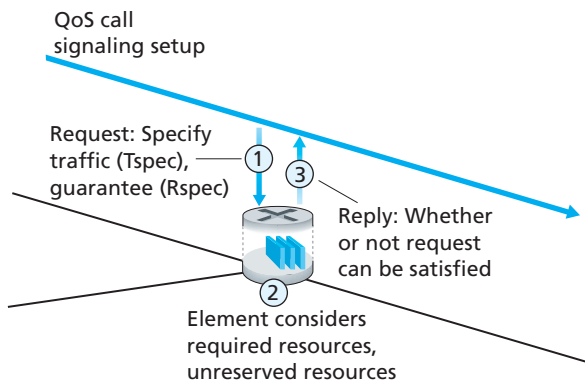 QoS call
signaling setup
Request: Specify
traffic (Tspec),
guarantee (Rspec)
1
3
Reply: Whether
or not request
can be satisfied
2
Element considers
required resources,
unreserved resources